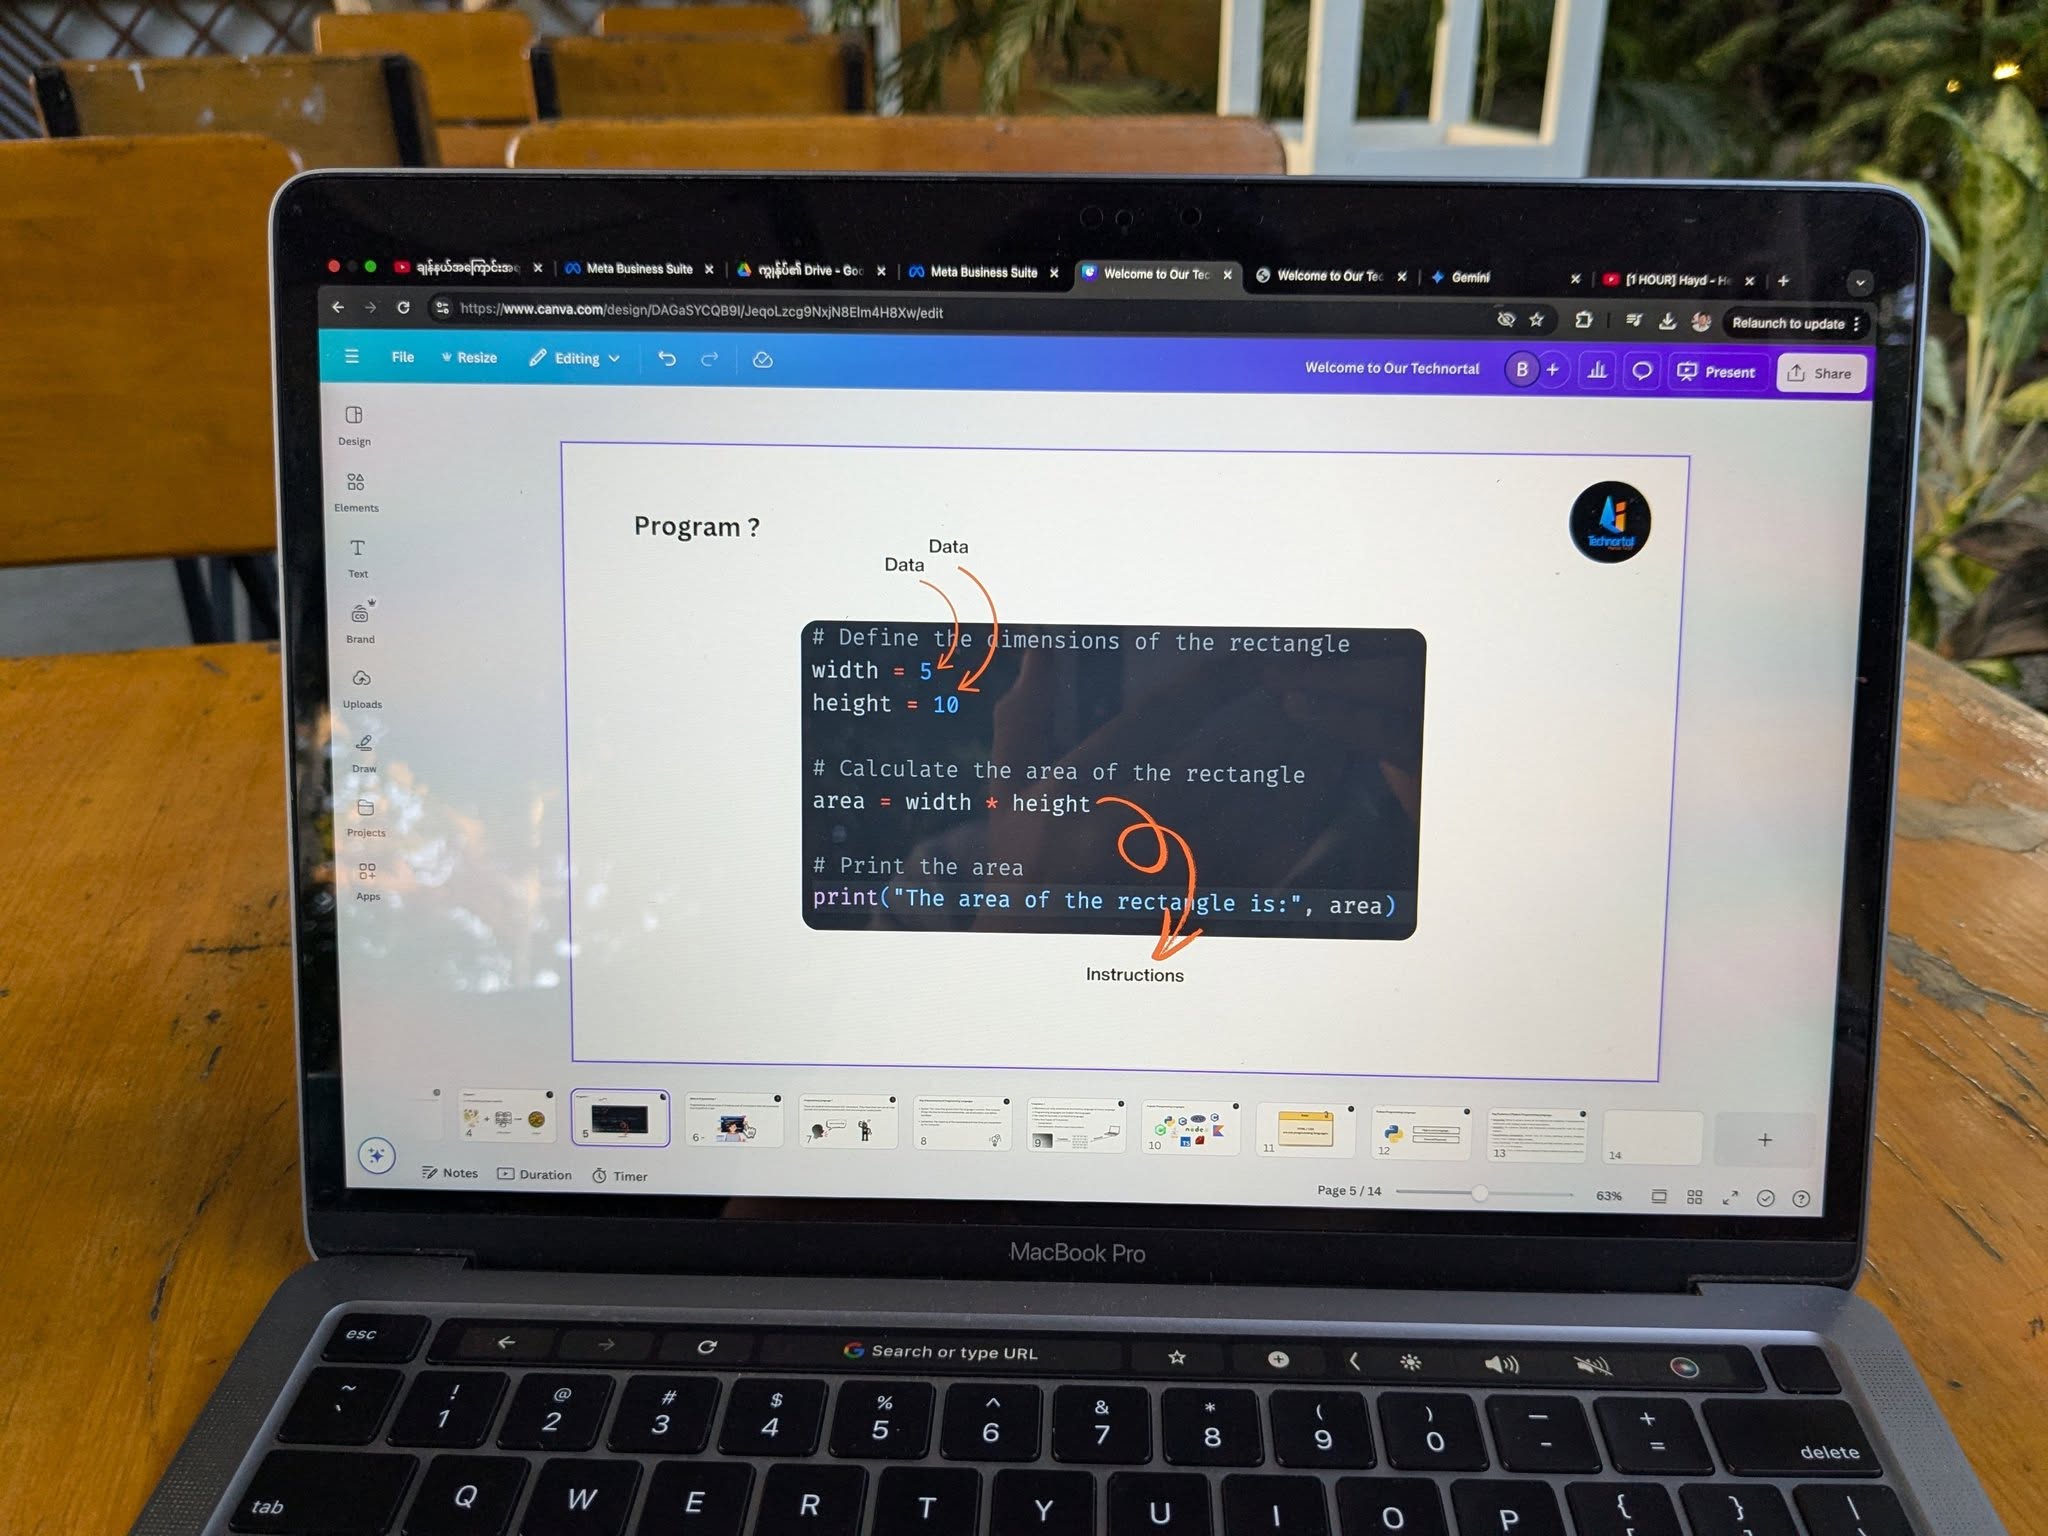 ချန်နယ်အကြောင်းအ
Meta Business Suite
ကျွန်ုပ်၏ Drive - Goo
Meta Business Suite
Welcome to Our Tec
Welcome to Our Tec
Gemini
[1 HOUR] Hayd - He
https://www.canva.com/design/DAGaSYCQB9I/JeqoLzcg9NxjN8Elm4H8Xw/edit
Relaunch to update
File
Resize
Editing
Welcome to Our Technortal
B
Present
Share
Design
Elements
Text
Brand
Uploads
Draw
Projects
Apps
Program ?
Technortal
Data
Data
# Define the dimensions of the rectangle
width = 5
height = 10
# Calculate the area of the rectangle
area = width * height
# Print the area
print("The area of the rectangle is:", area)
Instructions
4
5
6
7
8
9
10
11
12
13
14
Notes
Duration
Timer
Page 5 / 14
63%
MacBook Pro
esc
Search or type URL
~ ! @ # $ % ^ & * ( ) — +
` 1 2 3 4 5 6 7 8 9 0 - =
delete
tab
Q W E R T Y U I O P { } |